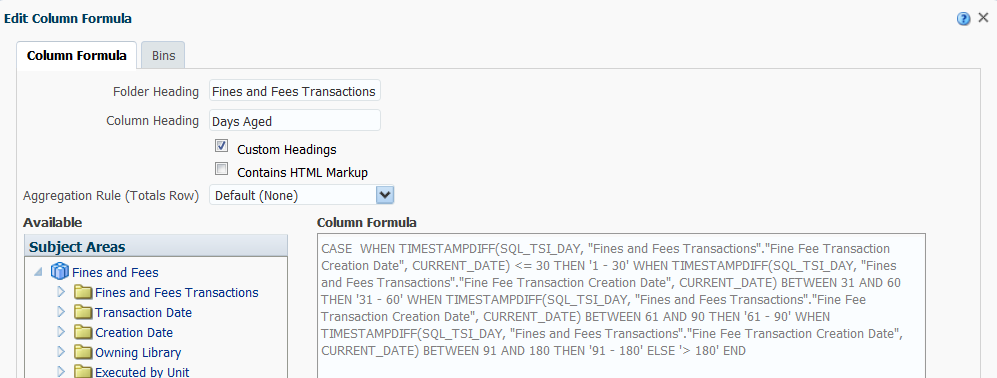 Edit Column Formula
Column Formula
Bins
Folder Heading
Fines and Fees Transactions
Column Heading
Days Aged
Custom Headings
Contains HTML Markup
Aggregation Rule (Totals Row)
Default (None)
Available
Column Formula
Subject Areas
Fines and Fees
Fines and Fees Transactions
Transaction Date
Creation Date
Owning Library
Executed by Unit
CASE  WHEN TIMESTAMPDIFF(SQL_TSI_DAY, "Fines and Fees Transactions"."Fine Fee Transaction
Creation Date", CURRENT_DATE) <= 30 THEN '1 - 30' WHEN TIMESTAMPDIFF(SQL_TSI_DAY, "Fines
and Fees Transactions"."Fine Fee Transaction Creation Date", CURRENT_DATE) BETWEEN 31 AND 60
THEN '31 - 60' WHEN TIMESTAMPDIFF(SQL_TSI_DAY, "Fines and Fees Transactions"."Fine Fee
Transaction Creation Date", CURRENT_DATE) BETWEEN 61 AND 90 THEN '61 - 90' WHEN
TIMESTAMPDIFF(SQL_TSI_DAY, "Fines and Fees Transactions"."Fine Fee Transaction Creation Date",
CURRENT_DATE) BETWEEN 91 AND 180 THEN '91 - 180' ELSE '> 180' END